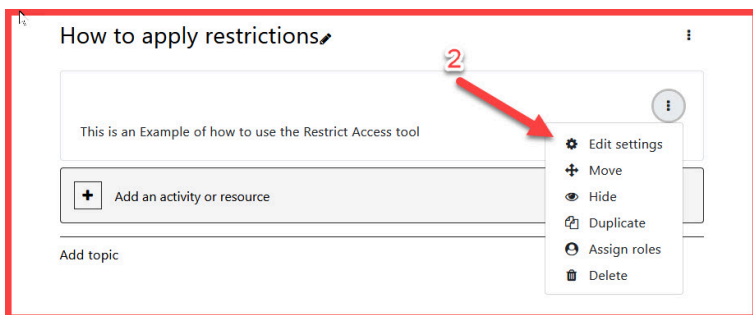 How to apply restrictions
2
This is an Example of how to use the Restrict Access tool
Edit settings
Move
Hide
Duplicate
Assign roles
Delete
Add an activity or resource
Add topic